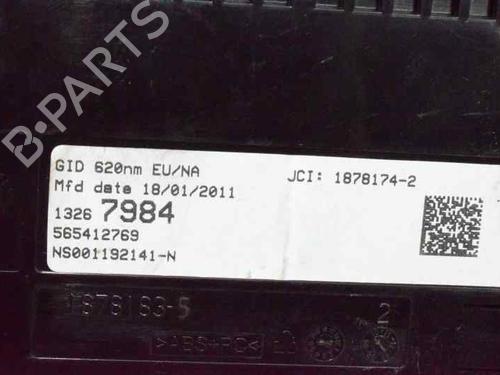 B-PARTS
GID 620nm EU/NA
JCI: 1878174-2
Mfd date 18/01/2011
1326 7984
565412769
NS001192141-N
1878183-5
2
>ABS+PC<